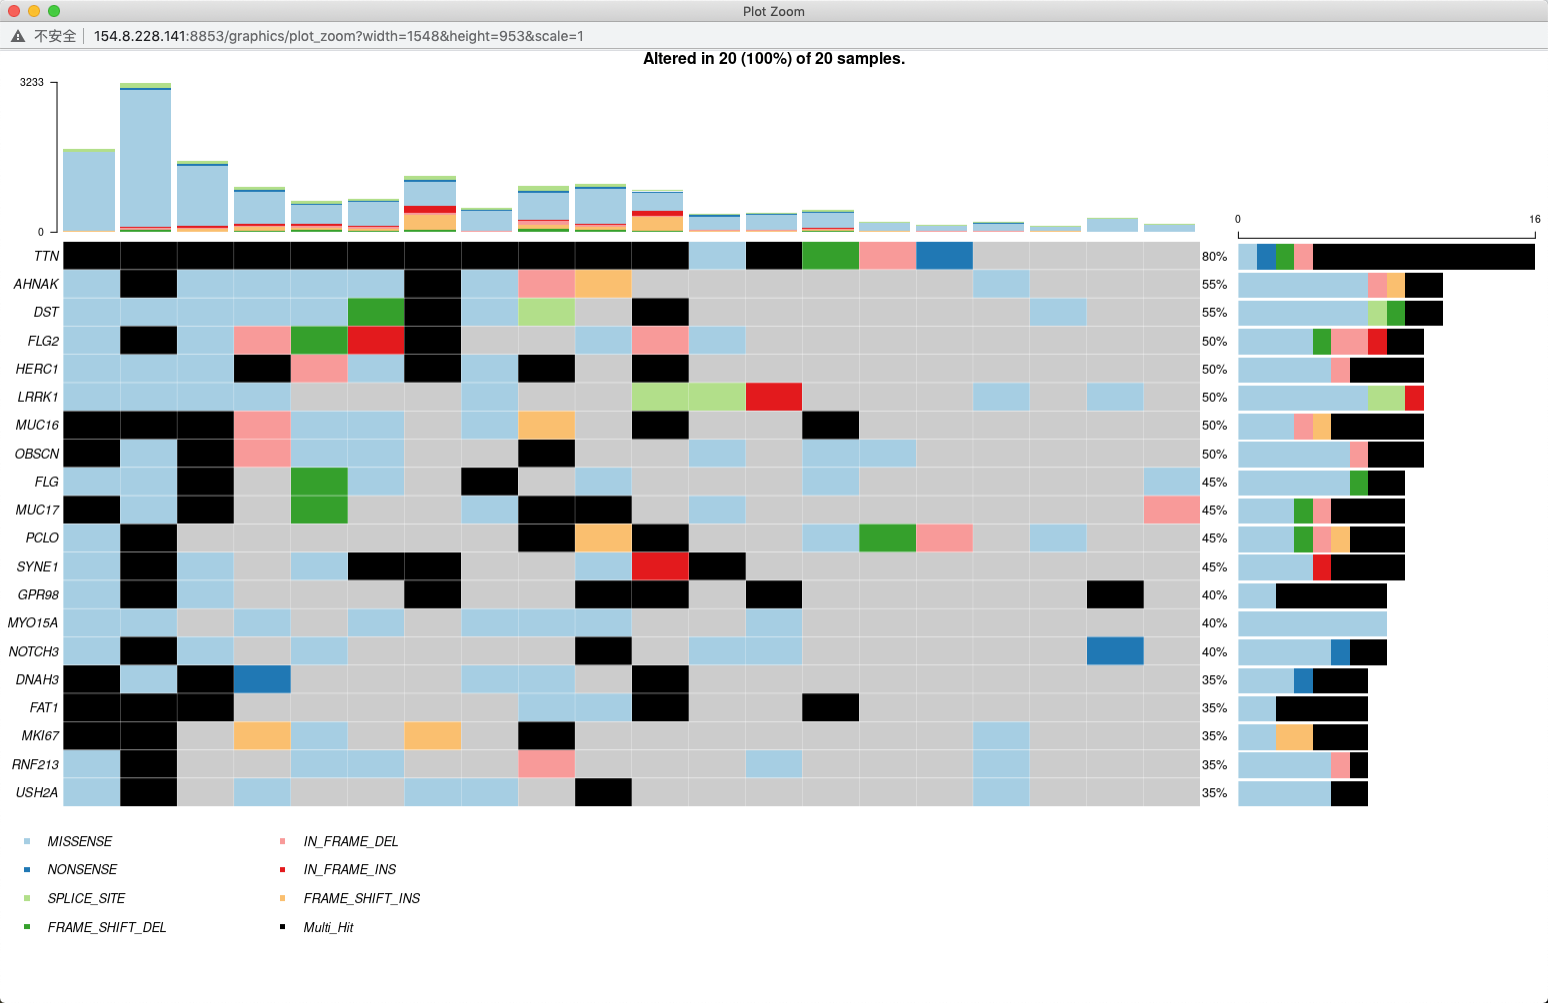 Plot Zoom
不安全 154.8.228.141:8853/graphics/plot_zoom?width=1548&height=953&scale=1
Altered in 20 (100%) of 20 samples.
3233
0
0 16
TTN 80%
AHNAK 55%
DST 55%
FLG2 50%
HERC1 50%
LRRK1 50%
MUC16 50%
OBSCN 50%
FLG 45%
MUC17 45%
PCLO 45%
SYNE1 45%
GPR98 40%
MYO15A 40%
NOTCH3 40%
DNAH3 35%
FAT1 35%
MKI67 35%
RNF213 35%
USH2A 35%
MISSENSE IN_FRAME_DEL
NONSENSE IN_FRAME_INS
SPLICE_SITE FRAME_SHIFT_INS
FRAME_SHIFT_DEL Multi_Hit